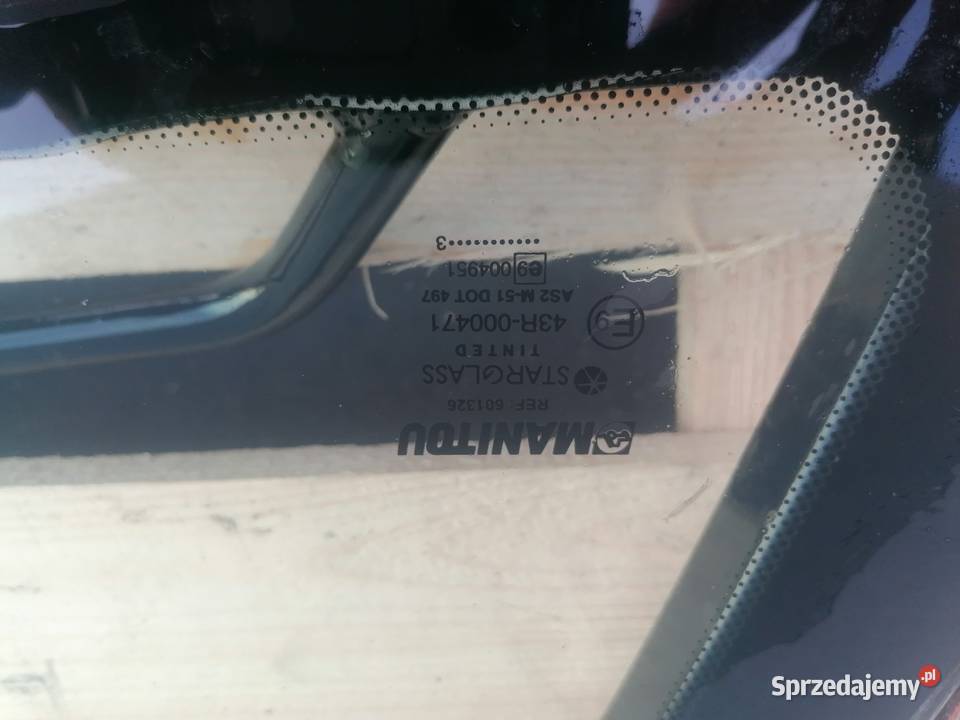 MANITOU
REF: 601326
STARGLASS
TINTED
E9 43R-000471
AS2 M-51 DOT 497
e9 004951
............3
Sprzedajemy.pl